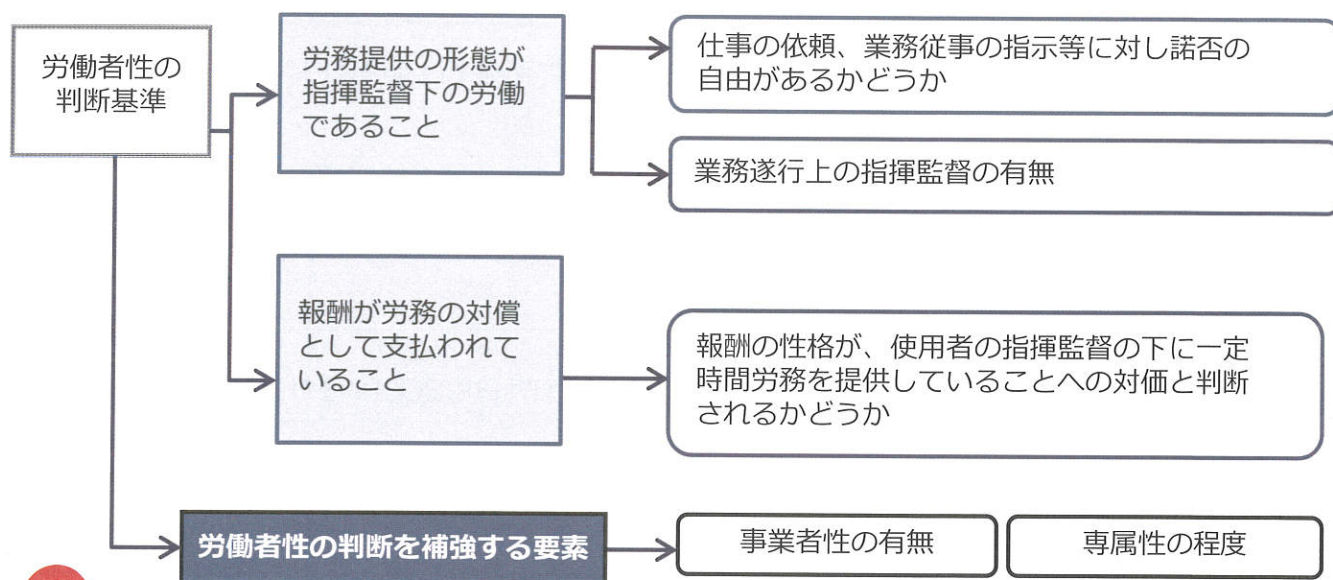 労働者性の
判断基準
労務提供の形態が
指揮監督下の労働
であること
仕事の依頼、業務従事の指示等に対し諾否の
自由があるかどうか
業務遂行上の指揮監督の有無
報酬が労務の対償
として支払われて
いること
報酬の性格が、使用者の指揮監督の下に一定
時間労務を提供していることへの対価と判断
されるかどうか
労働者性の判断を補強する要素
事業者性の有無
専属性の程度